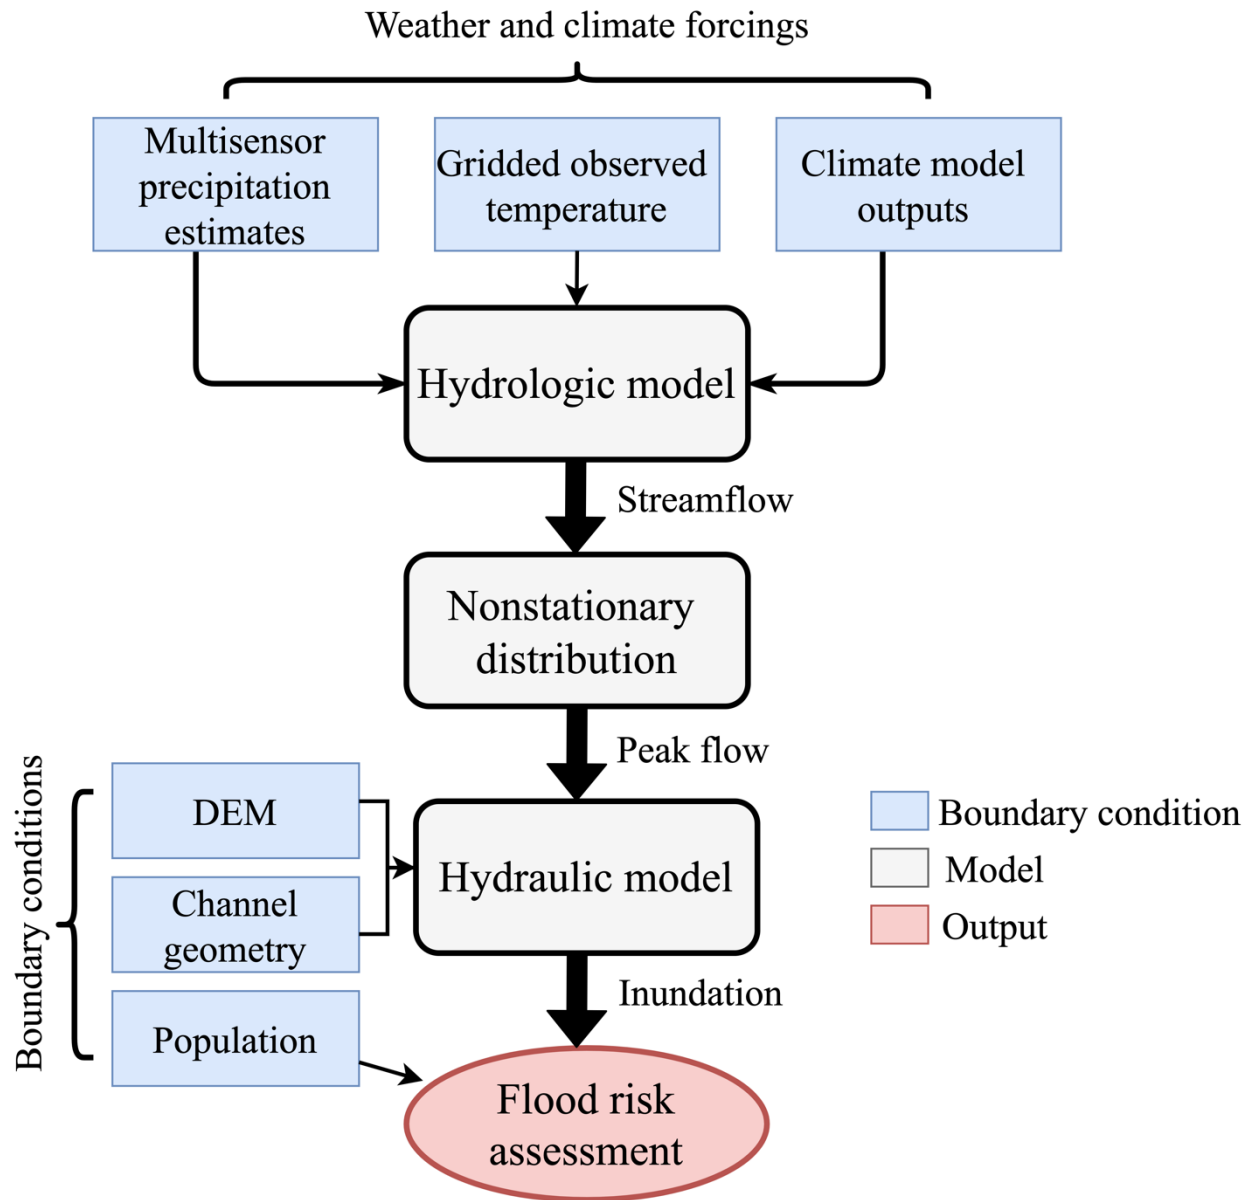 Weather and climate forcings
Multisensor
precipitation
estimates
Gridded observed
temperature
Climate model
outputs
Hydrologic model
Streamflow
Nonstationary
distribution
Peak flow
Boundary conditions
DEM
Channel
geometry
Population
Hydraulic model
Inundation
Flood risk
assessment
Boundary condition
Model
Output